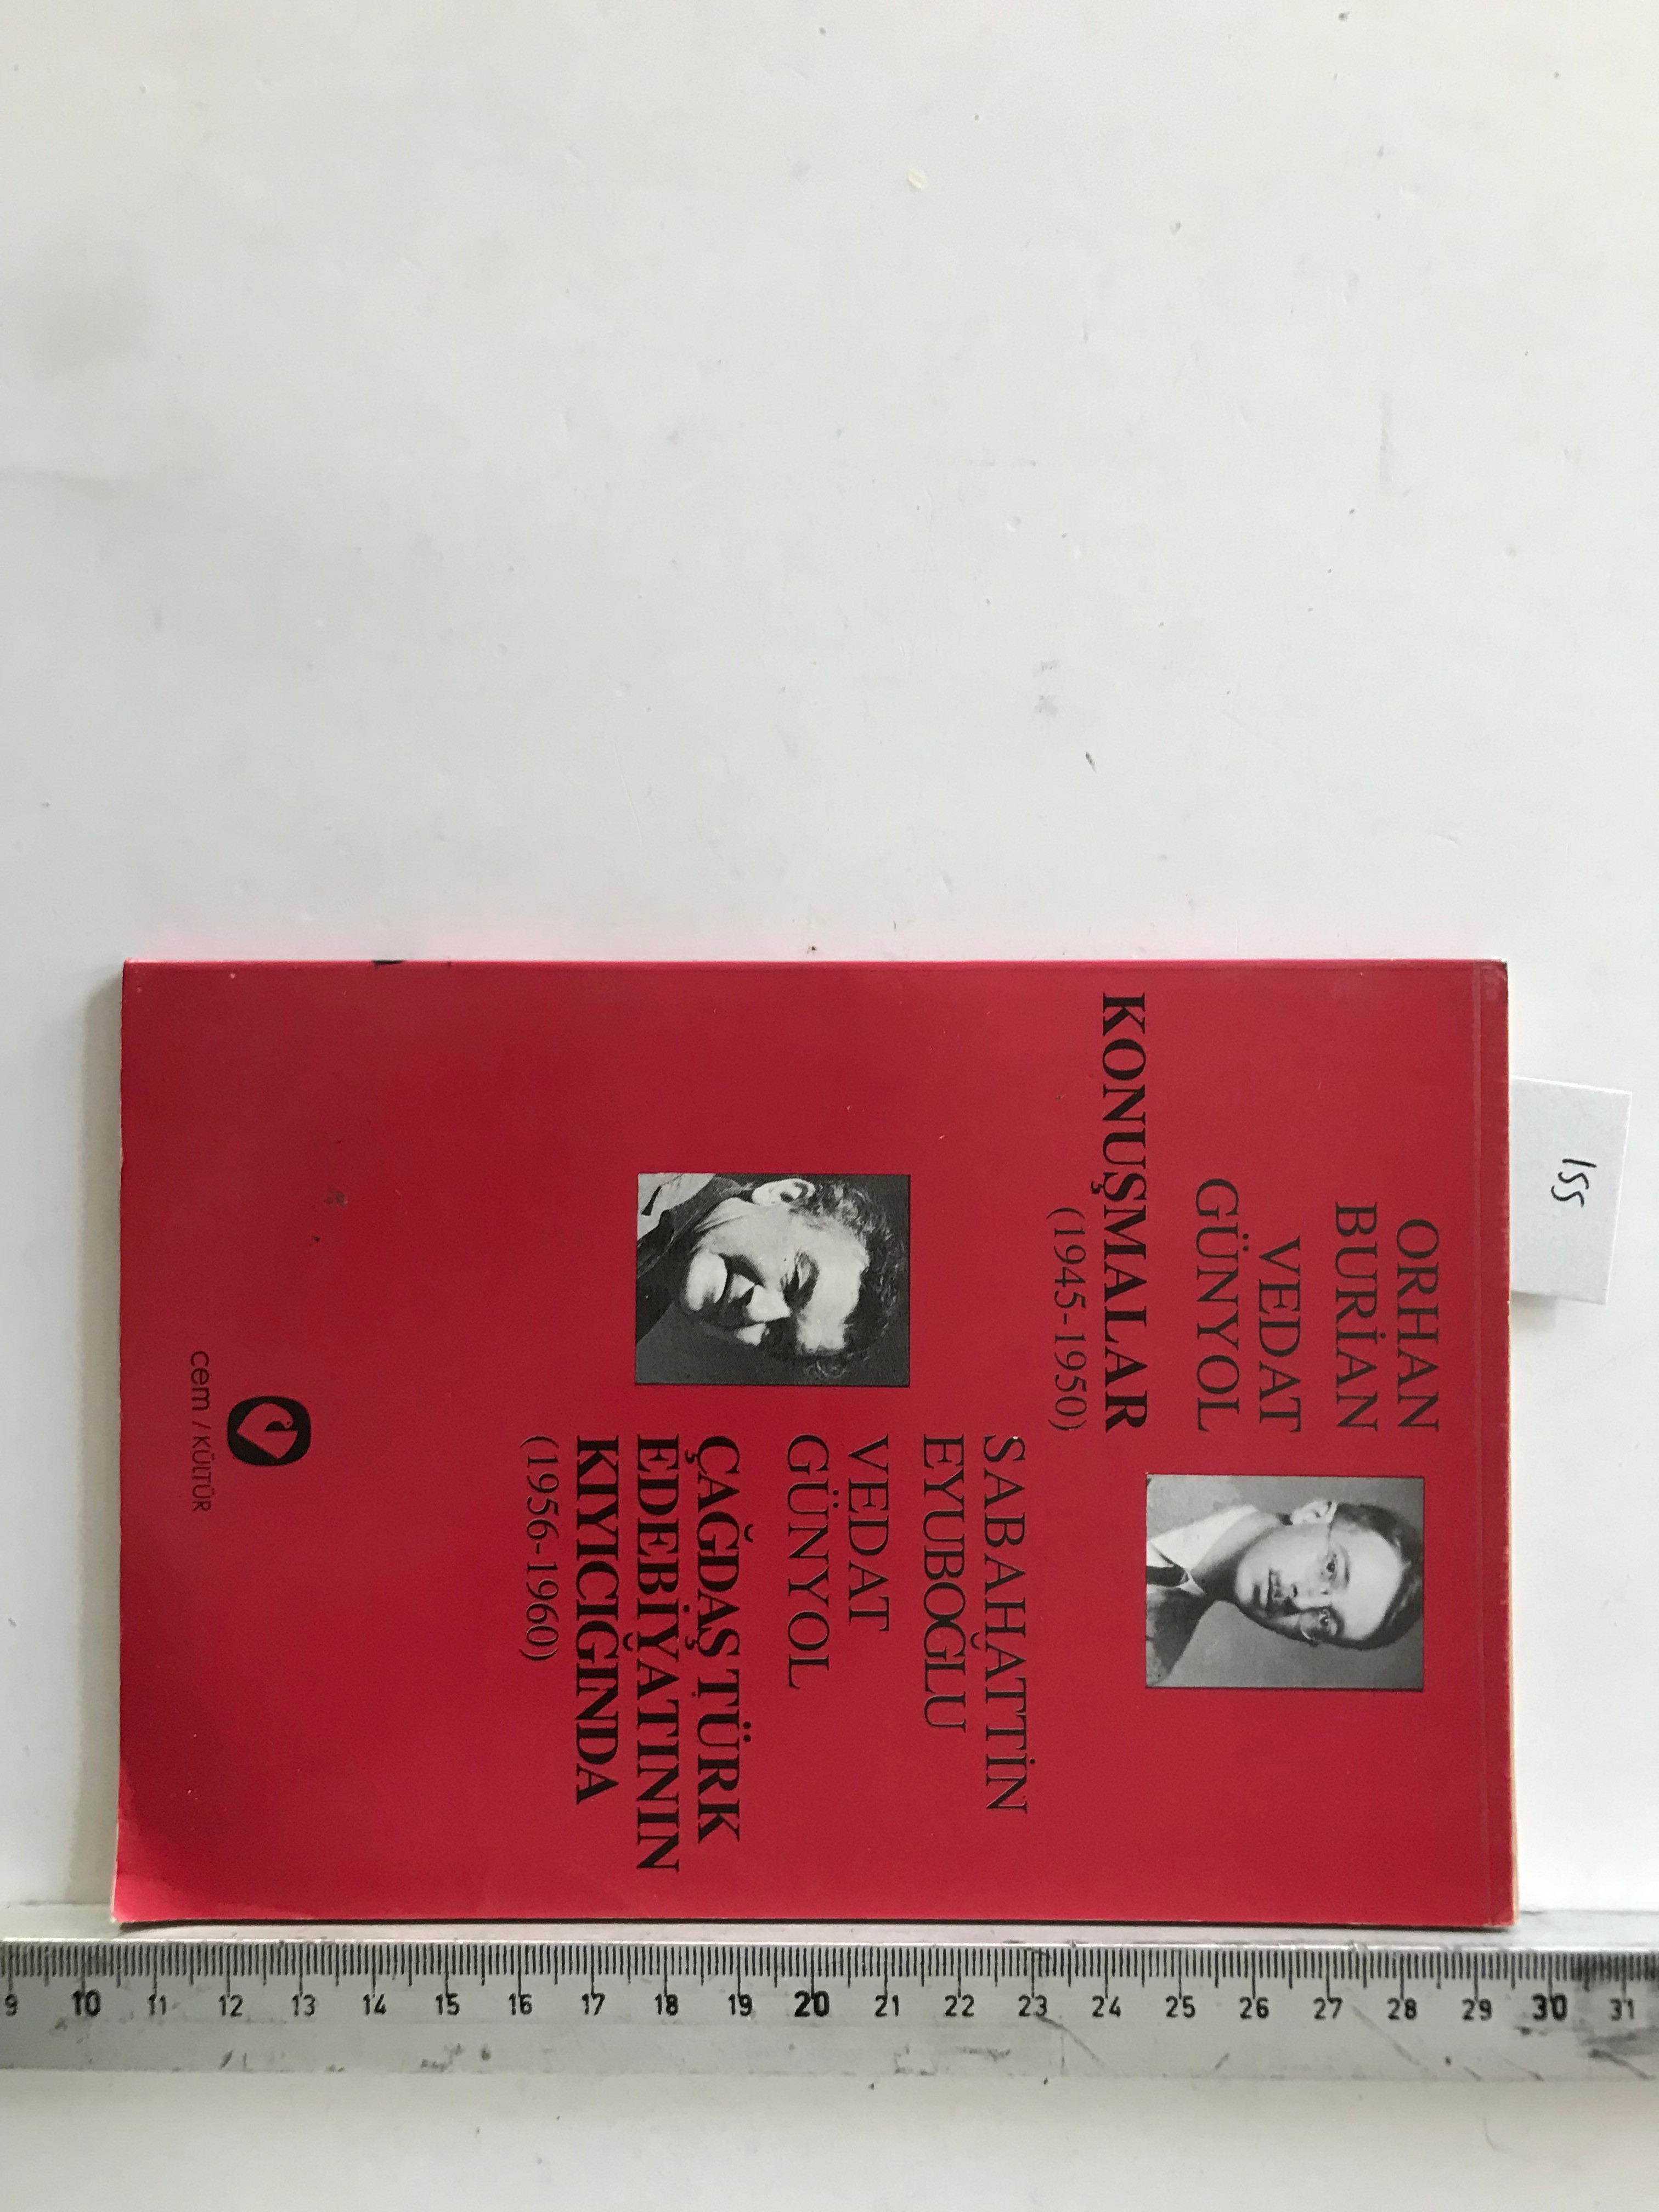 155
ORHAN
BURİAN
VEDAT
GÜNYOL
KONUŞMALAR
(1945-1950)
SABAHATTİN
EYUBOĞLU
VEDAT
GÜNYOL
ÇAĞDAŞ TÜRK
EDEBİYATININ
KIYICIĞINDA
(1956-1960)
cem / KÜLTÜR
9 10 11 12 13 14 15 16 17 18 19 20 21 22 23 24 25 26 27 28 29 30 31